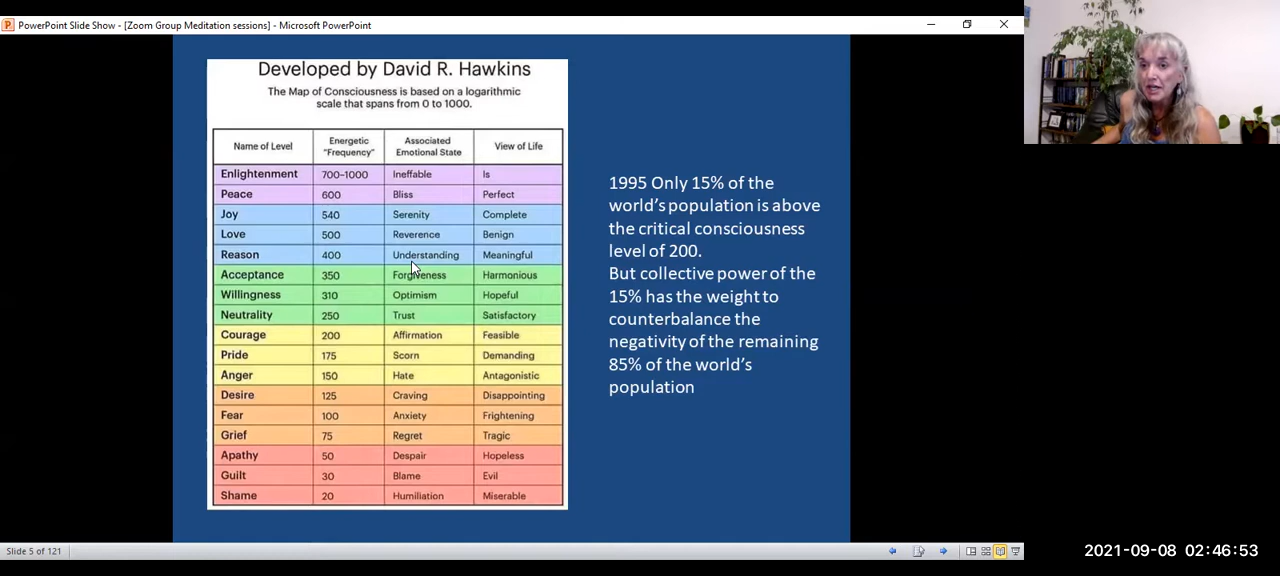 PowerPoint Slide Show - [Zoom Group Meditation sessions] - Microsoft PowerPoint
Developed by David R. Hawkins
The Map of Consciousness is based on a logarithmic
scale that spans from 0 to 1000.
Name of Level Energetic "Frequency" Associated Emotional State View of Life
Enlightenment 700–1000 Ineffable Is
Peace 600 Bliss Perfect
Joy 540 Serenity Complete
Love 500 Reverence Benign
Reason 400 Understanding Meaningful
Acceptance 350 Forgiveness Harmonious
Willingness 310 Optimism Hopeful
Neutrality 250 Trust Satisfactory
Courage 200 Affirmation Feasible
Pride 175 Scorn Demanding
Anger 150 Hate Antagonistic
Desire 125 Craving Disappointing
Fear 100 Anxiety Frightening
Grief 75 Regret Tragic
Apathy 50 Despair Hopeless
Guilt 30 Blame Evil
Shame 20 Humiliation Miserable
1995 Only 15% of the
world's population is above
the critical consciousness
level of 200.
But collective power of the
15% has the weight to
counterbalance the
negativity of the remaining
85% of the world's
population
Slide 5 of 121
2021-09-08 02:46:53